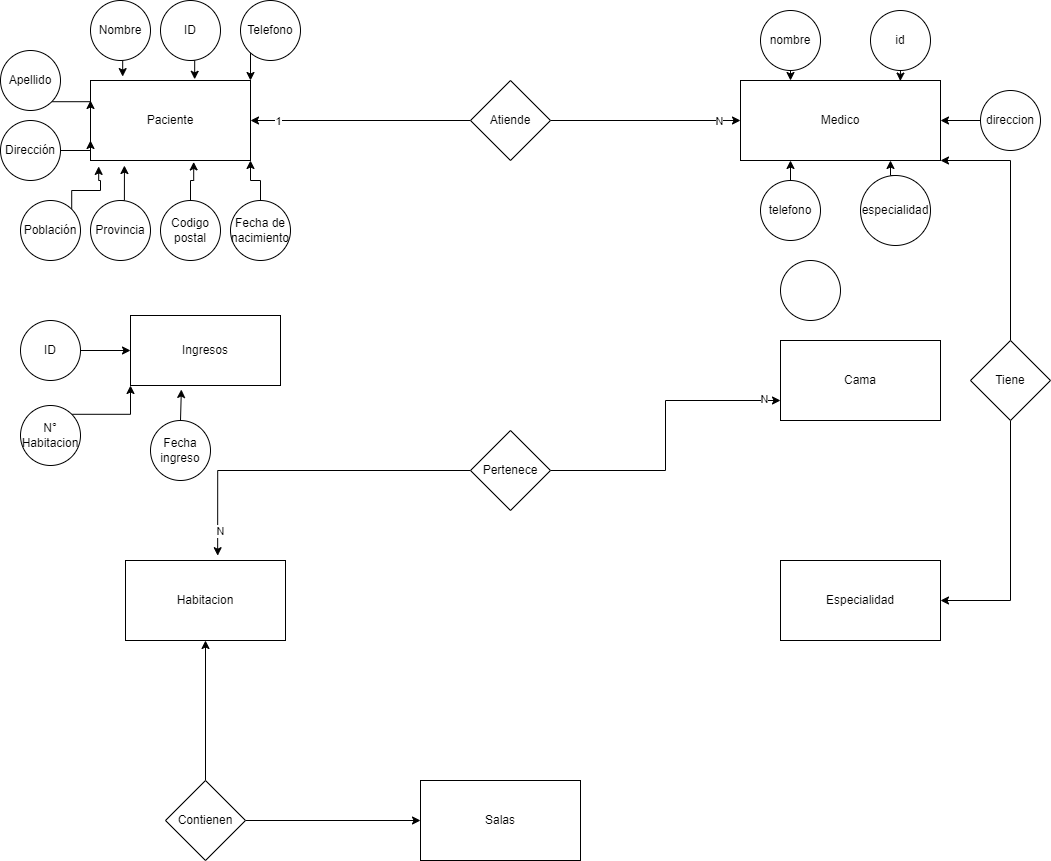 Nombre
ID
Telefono
nombre
id
Apellido
Paciente
1
Atiende
N
Medico
direccion
Dirección
Población
Provincia
Codigo
postal
Fecha de
nacimiento
telefono
especialidad
ID
Ingresos
Cama
Tiene
N
N°
Habitacion
Fecha
ingreso
Pertenece
N
Habitacion
Especialidad
Contienen
Salas